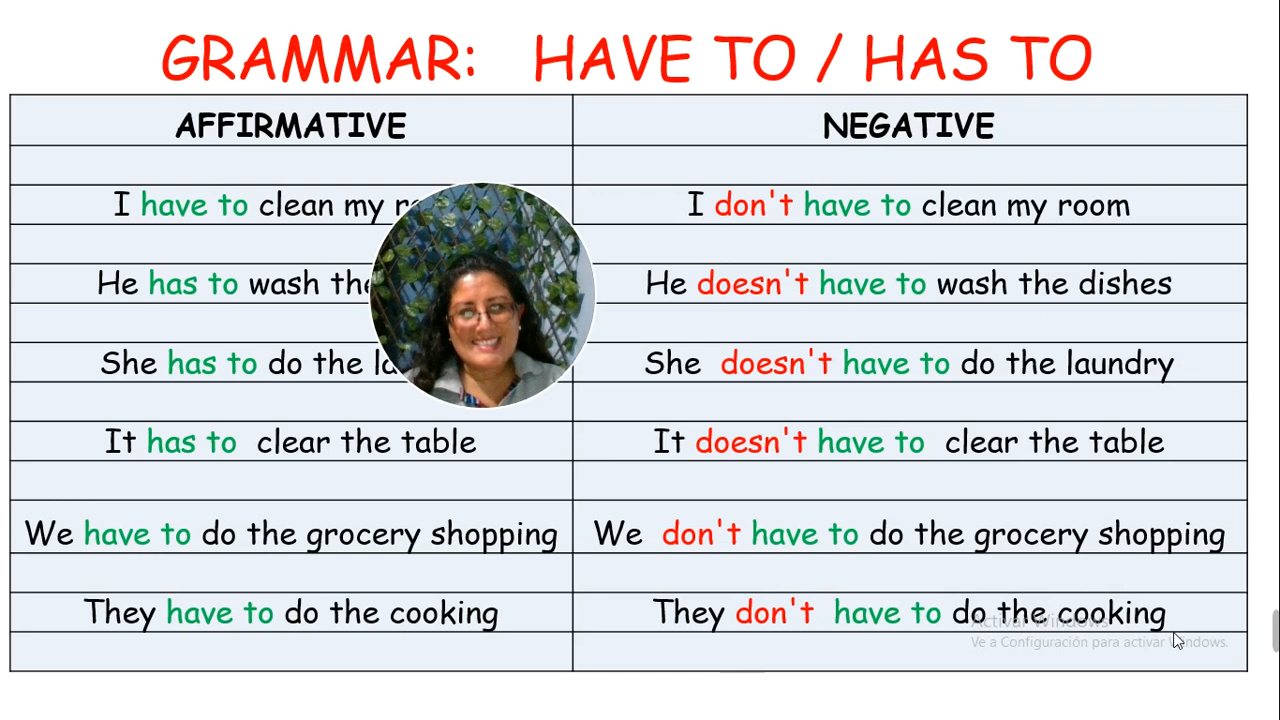 GRAMMAR: HAVE TO / HAS TO
AFFIRMATIVE NEGATIVE
I have to clean my I don't have to clean my room
He has to wash the He doesn't have to wash the dishes
She has to do the She doesn't have to do the laundry
It has to clear the table It doesn't have to clear the table
We have to do the grocery shopping We don't have to do the grocery shopping
They have to do the cooking They don't have to do the cooking
Activar Windows
Ve a Configuración para activar Windows.